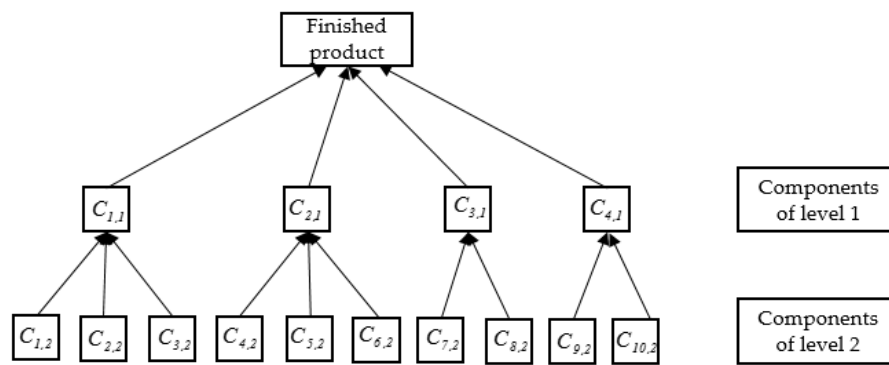 Finished
product
C1,1
C2,1
C3,1
C4,1
Components
of level 1
C1,2
C2,2
C3,2
C4,2
C5,2
C6,2
C7,2
C8,2
C9,2
C10,2
Components
of level 2